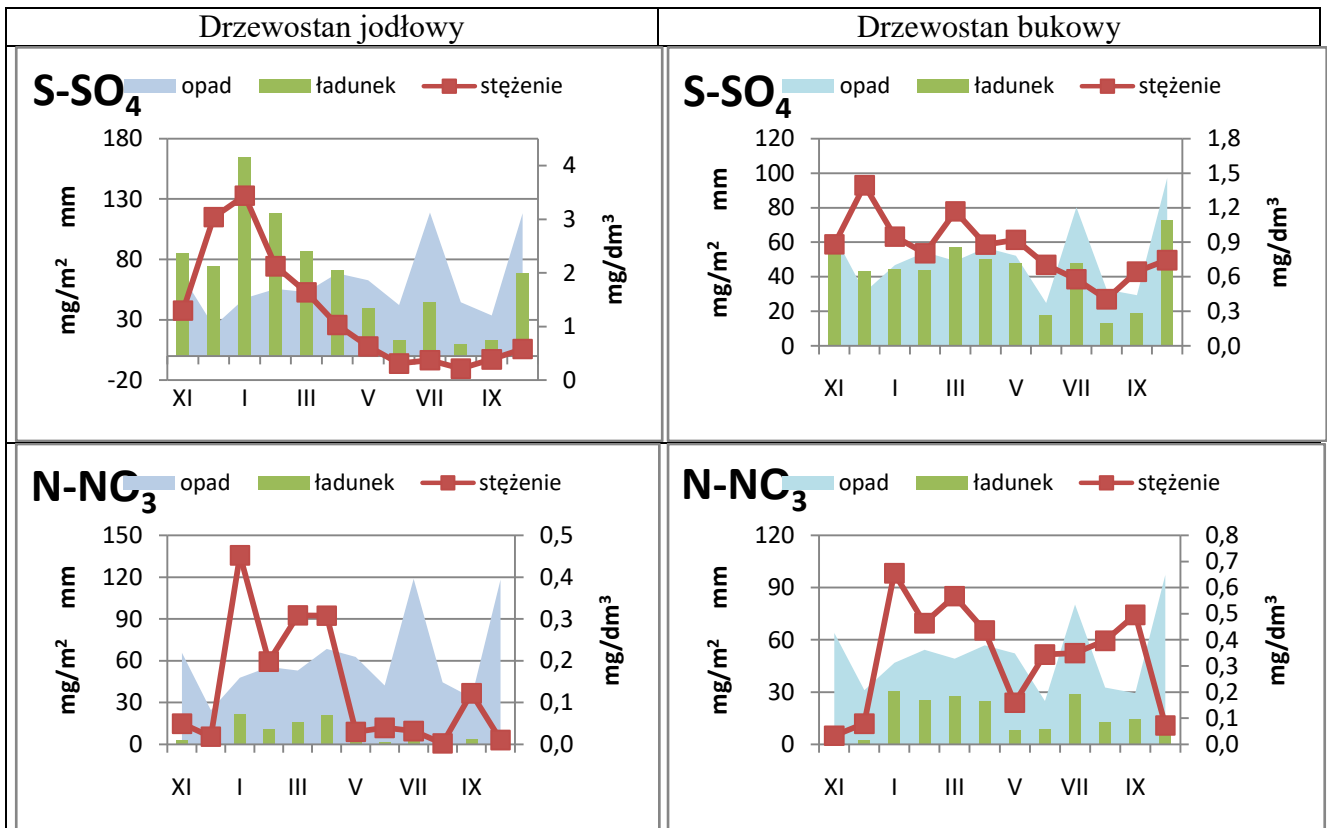 Drzewostan jodłowy
Drzewostan bukowy
S-SO4
opad ładunek stężenie
mg/m² mm
180
130
80
30
-20
4
3
2
1
0
mg/dm³
XI I III V VII IX
S-SO4
opad ładunek stężenie
mg/m² mm
120
100
80
60
40
20
0
1,8
1,5
1,2
0,9
0,6
0,3
0,0
mg/dm³
XI I III V VII IX
N-NO3
opad ładunek stężenie
mg/m² mm
150
120
90
60
30
0
0,5
0,4
0,3
0,2
0,1
0,0
mg/dm³
XI I III V VII IX
N-NO3
opad ładunek stężenie
mg/m² mm
120
90
60
30
0
0,8
0,7
0,6
0,5
0,4
0,3
0,2
0,1
0,0
mg/dm³
XI I III V VII IX